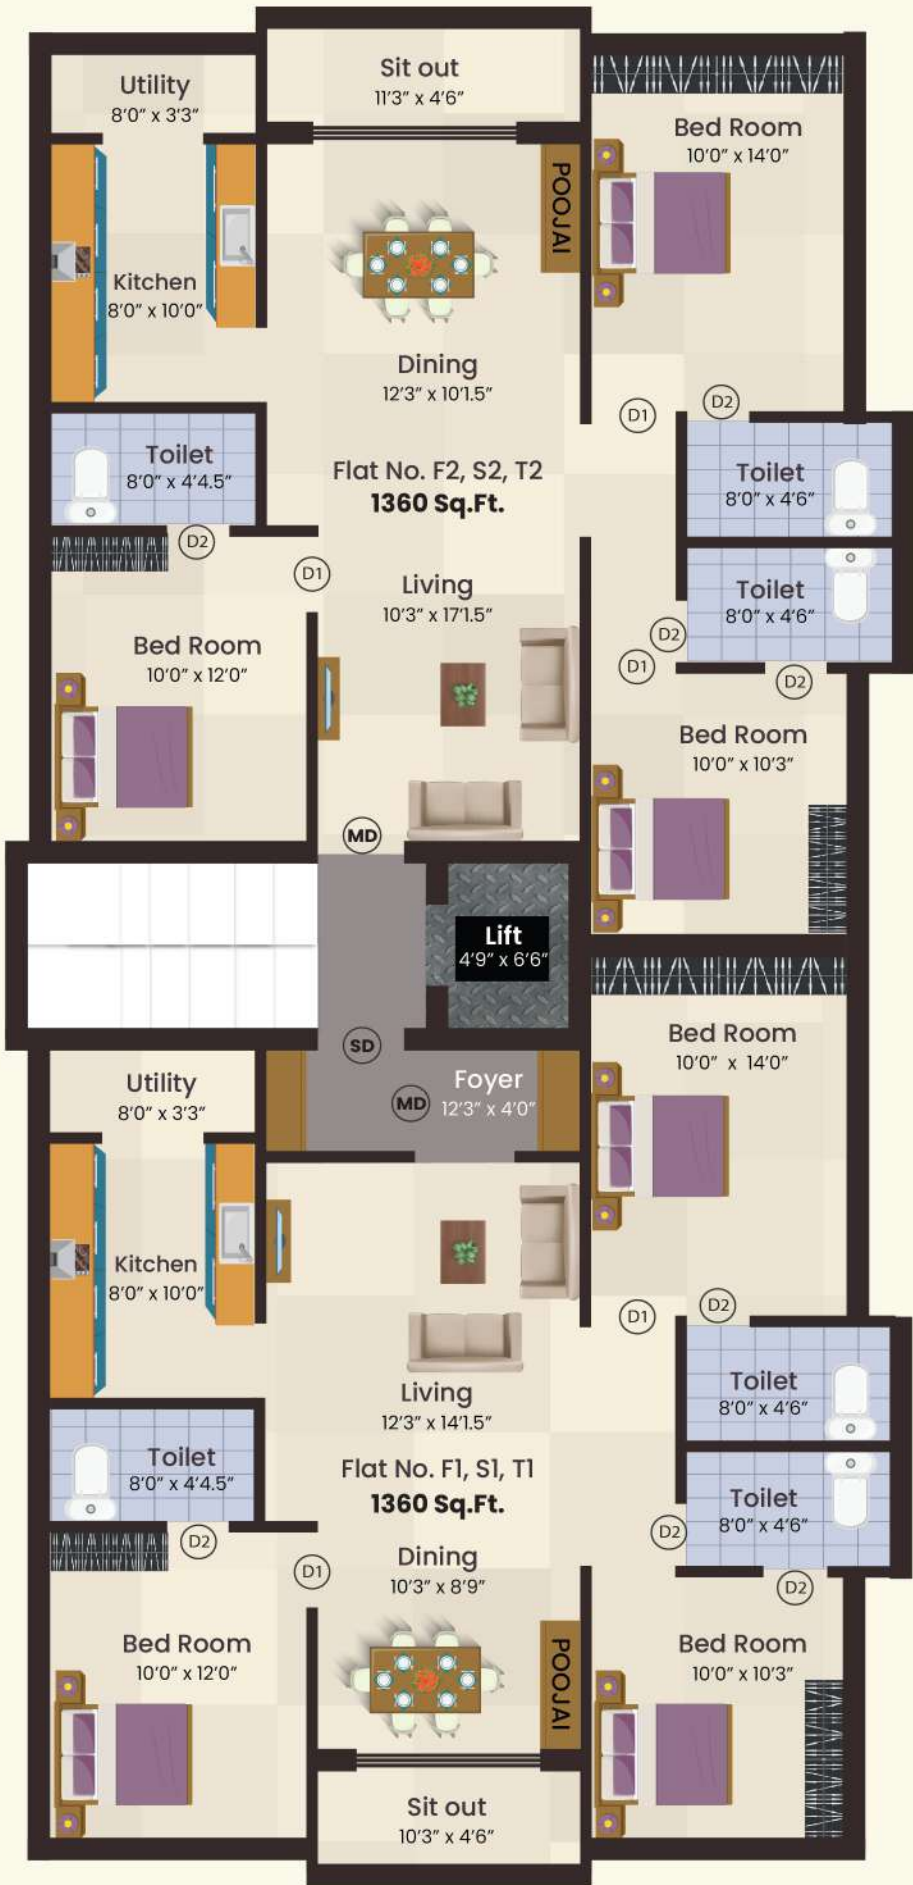 Utility
8'0" x 3'3"
Sit out
11'3" x 4'6"
Bed Room
10'0" x 14'0"
POOJAI
Kitchen
8'0" x 10'0"
Dining
12'3" x 10'1.5"
D1
D2
Toilet
8'0" x 4'4.5"
Flat No. F2, S2, T2
1360 Sq.Ft.
Toilet
8'0" x 4'6"
D2
D1
Living
10'3" x 17'1.5"
Toilet
8'0" x 4'6"
D2
D1
D2
Bed Room
10'0" x 12'0"
Bed Room
10'0" x 10'3"
MD
Lift
4'9" x 6'6"
SD
Bed Room
10'0" x 14'0"
Utility
8'0" x 3'3"
MD
Foyer
12'3" x 4'0"
Kitchen
8'0" x 10'0"
D1
D2
Living
12'3" x 14'1.5"
Toilet
8'0" x 4'6"
Toilet
8'0" x 4'4.5"
Flat No. F1, S1, T1
1360 Sq.Ft.
Toilet
8'0" x 4'6"
D2
D2
D1
Dining
10'3" x 8'9"
D2
Bed Room
10'0" x 12'0"
POOJAI
Bed Room
10'0" x 10'3"
Sit out
10'3" x 4'6"